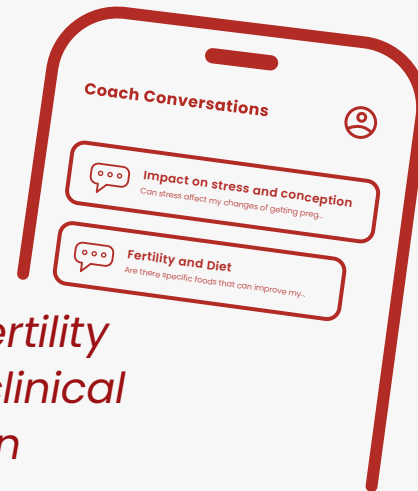 Coach Conversations
Impact on stress and conception
Can stress affect my changes of getting preg..
Fertility and Diet
Are there specific foods that can improve my...
ertility
clinical
n